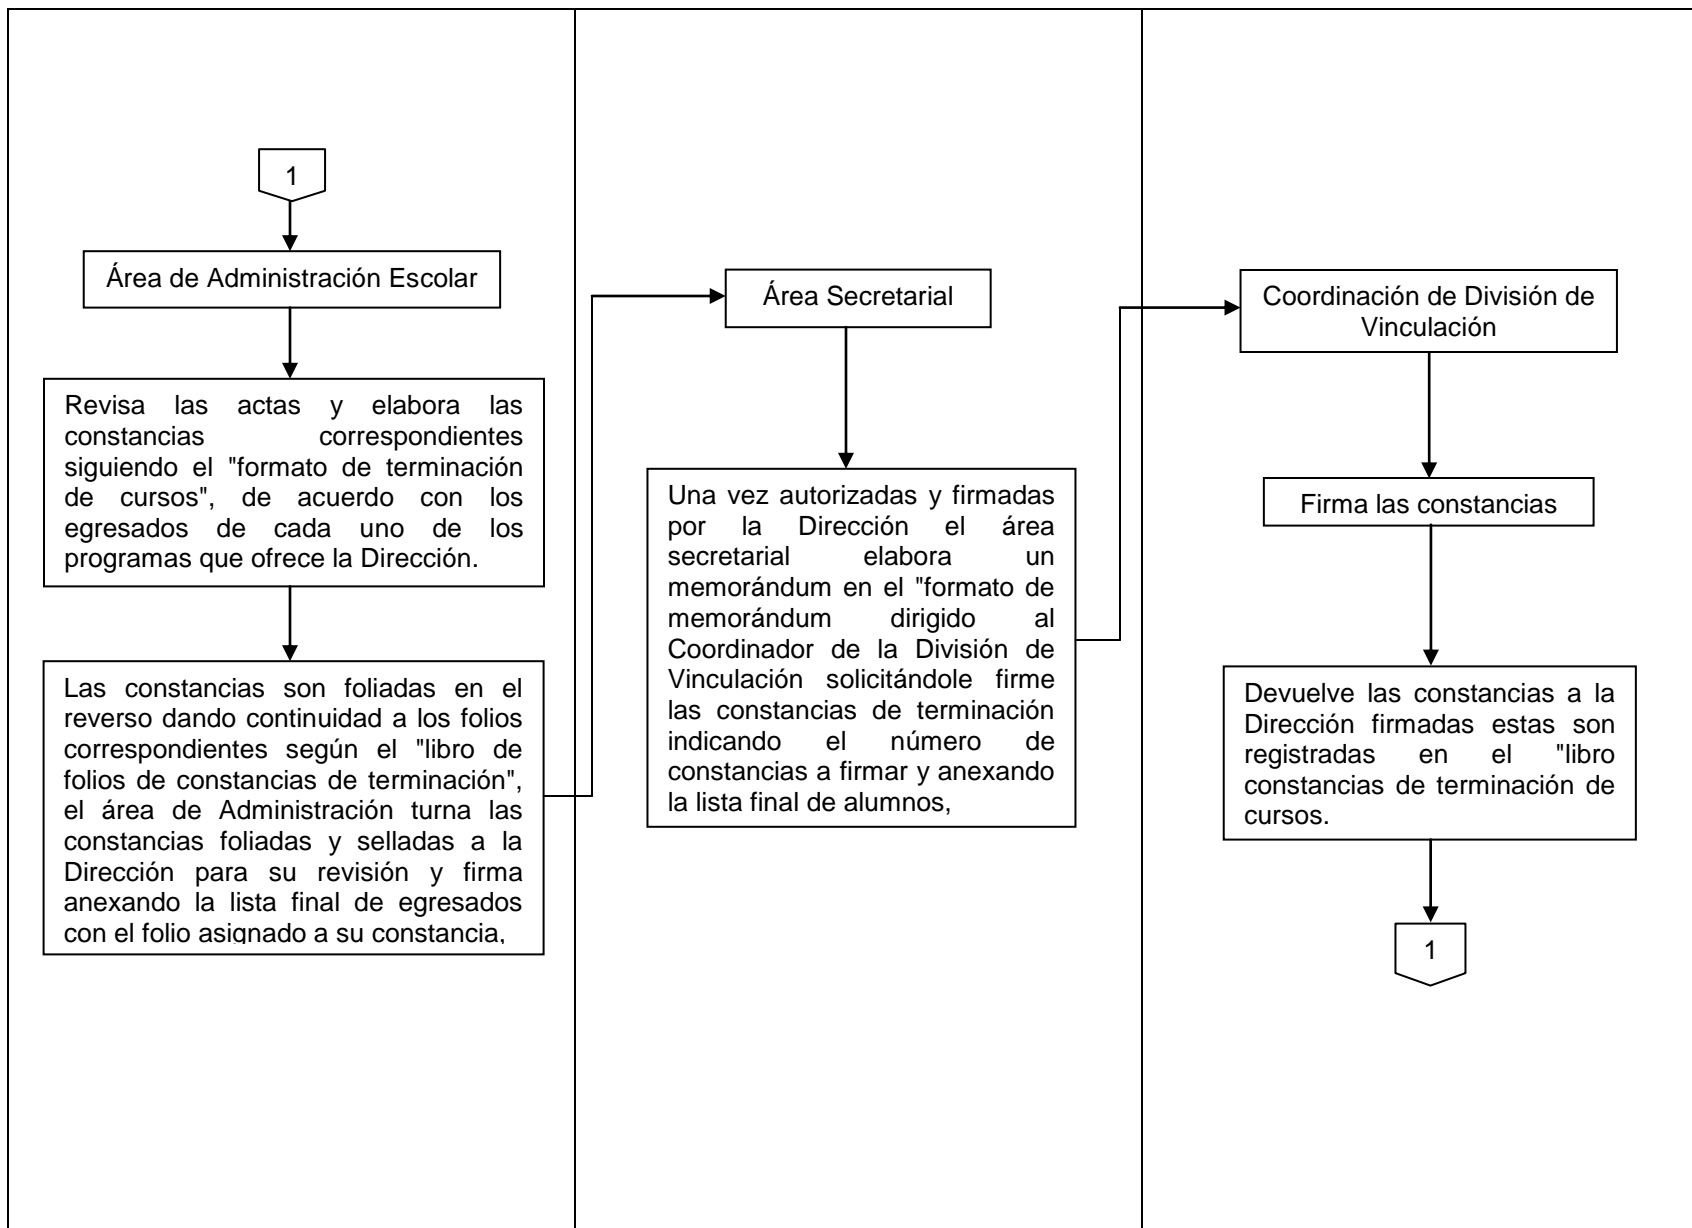 1
Área de Administración Escolar
Revisa las actas y elabora las
constancias correspondientes
siguiendo el "formato de terminación
de cursos", de acuerdo con los
egresados de cada uno de los
programas que ofrece la Dirección.
Las constancias son foliadas en el
reverso dando continuidad a los folios
correspondientes según el "libro de
folios de constancias de terminación",
el área de Administración turna las
constancias foliadas y selladas a la
Dirección para su revisión y firma
anexando la lista final de egresados
con el folio asignado a su constancia,
Área Secretarial
Una vez autorizadas y firmadas
por la Dirección el área
secretarial elabora un
memorándum en el "formato de
memorándum dirigido al
Coordinador de la División de
Vinculación solicitándole firme
las constancias de terminación
indicando el número de
constancias a firmar y anexando
la lista final de alumnos,
Coordinación de División de
Vinculación
Firma las constancias
Devuelve las constancias a la
Dirección firmadas estas son
registradas en el "libro
constancias de terminación de
cursos.
1